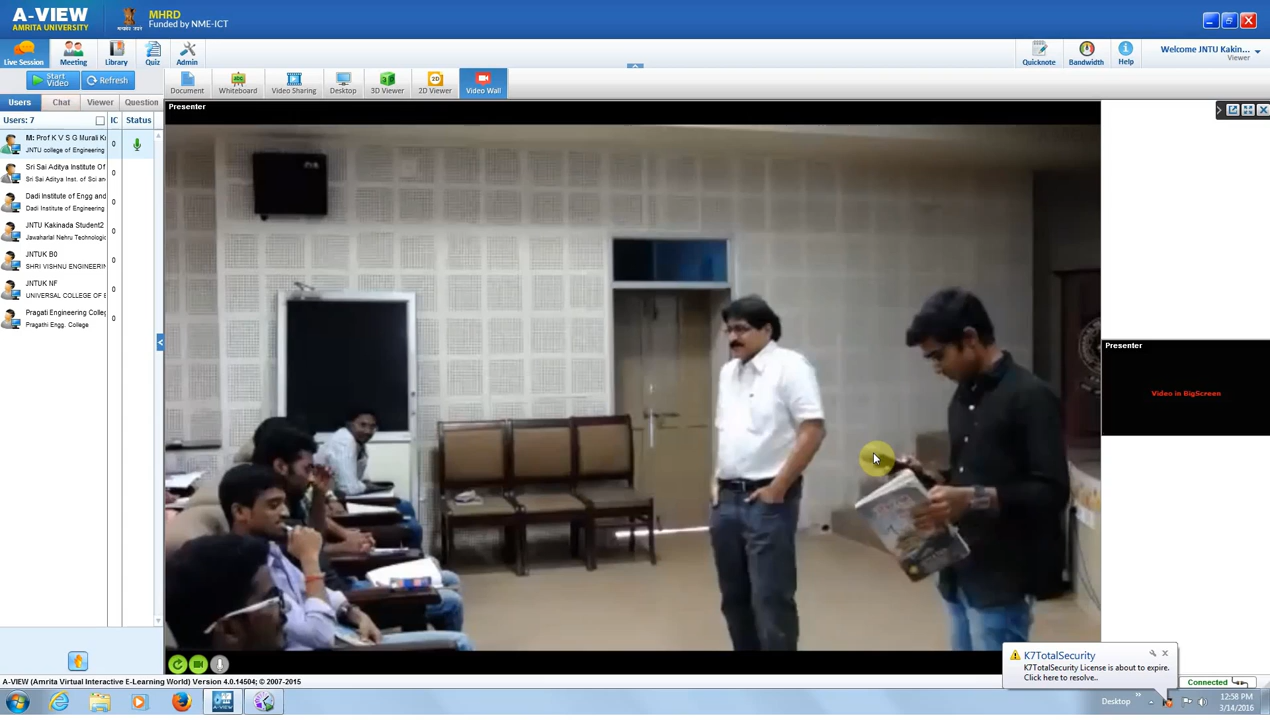 A-VIEW
AMRITA UNIVERSITY
MHRD
Funded by NME-ICT
Live Session
Meeting
Library
Quiz
Admin
Quicknote
Bandwidth
Help
Welcome JNTU Kakin...
Viewer
Start Video
Refresh
Document
Whiteboard
Video Sharing
Desktop
3D Viewer
2D Viewer
Video Wall
Users
Chat
Viewer
Question
Users: 7
IC
Status
M: Prof K V S G Murali Kr
JNTU college of Engineering
0
Sri Sai Aditya Institute Of
Sri Sai Aditya Inst. of Sci an
0
Dadi Institute of Engg and
Dadi Institute of Engineering
0
JNTU Kakinada Student2
Jawaharlal Nehru Technologic
0
JNTUK B0
SHRI VISHNU ENGINEERIN
0
JNTUK NF
UNIVERSAL COLLEGE OF E
0
Pragati Engineering Colleg
Pragathi Engg. College
0
Presenter
Presenter
Video in BigScreen
K7TotalSecurity
K7TotalSecurity License is about to expire.
Click here to resolve..
A-VIEW (Amrita Virtual Interactive E-Learning World) Version 4.0.14504; © 2007-2015
Connected
Desktop
12:58 PM
3/14/2016